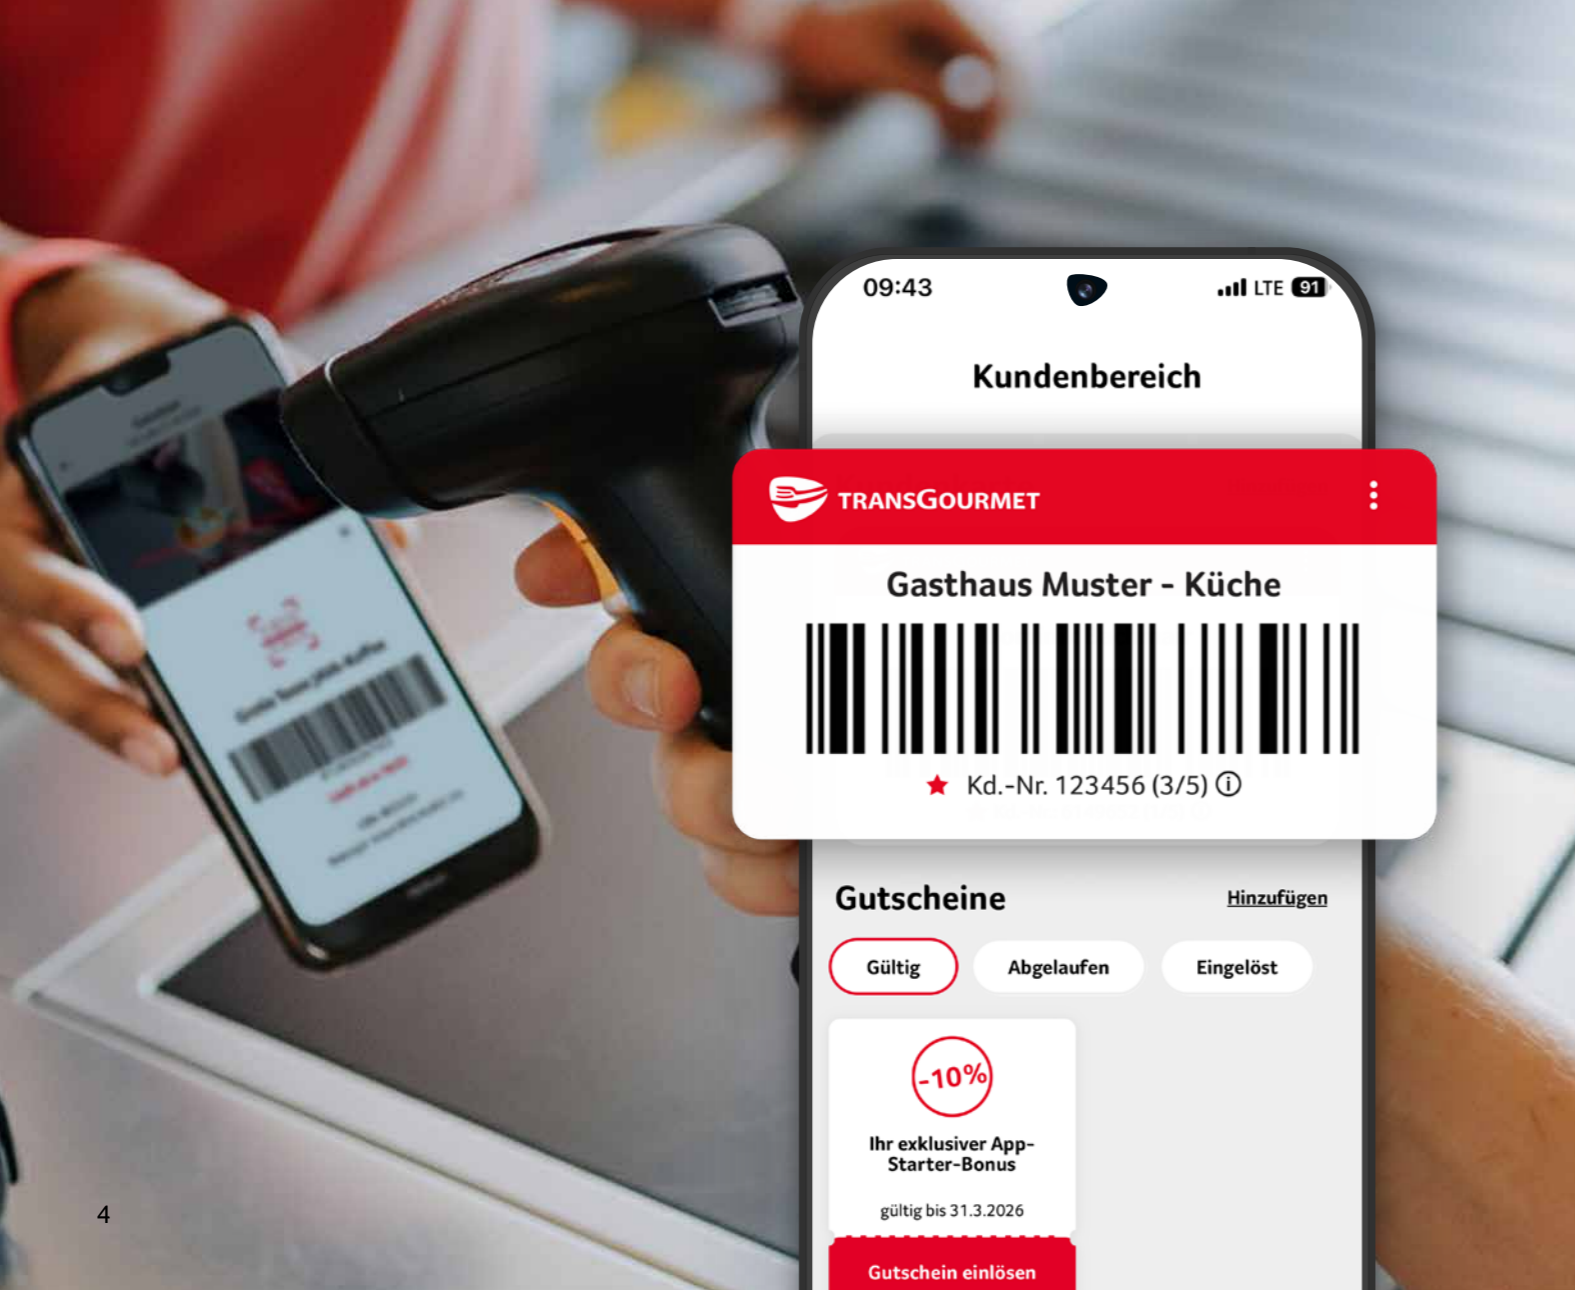 09:43
LTE 91
Kundenbereich
TRANSGOURMET
Gasthaus Muster - Küche
Kd.-Nr. 123456 (3/5)
Gutscheine
Hinzufügen
Gültig
Abgelaufen
Eingelöst
-10%
Ihr exklusiver App-
Starter-Bonus
gültig bis 31.3.2026
Gutschein einlösen
4